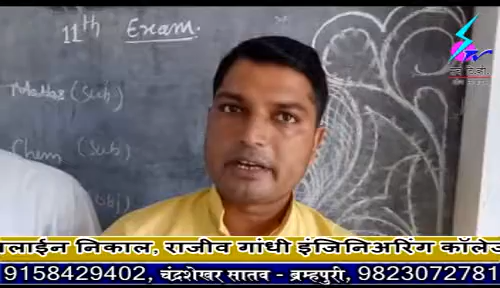 11th Exam.
Maths (Sub)
Chem (Sub)
लाईन निकाल, राजीव गांधी इंजिनिअरिंग कॉलेज
9158429402, चंद्रशेखर सातव - ब्रम्हपुरी, 9823072781